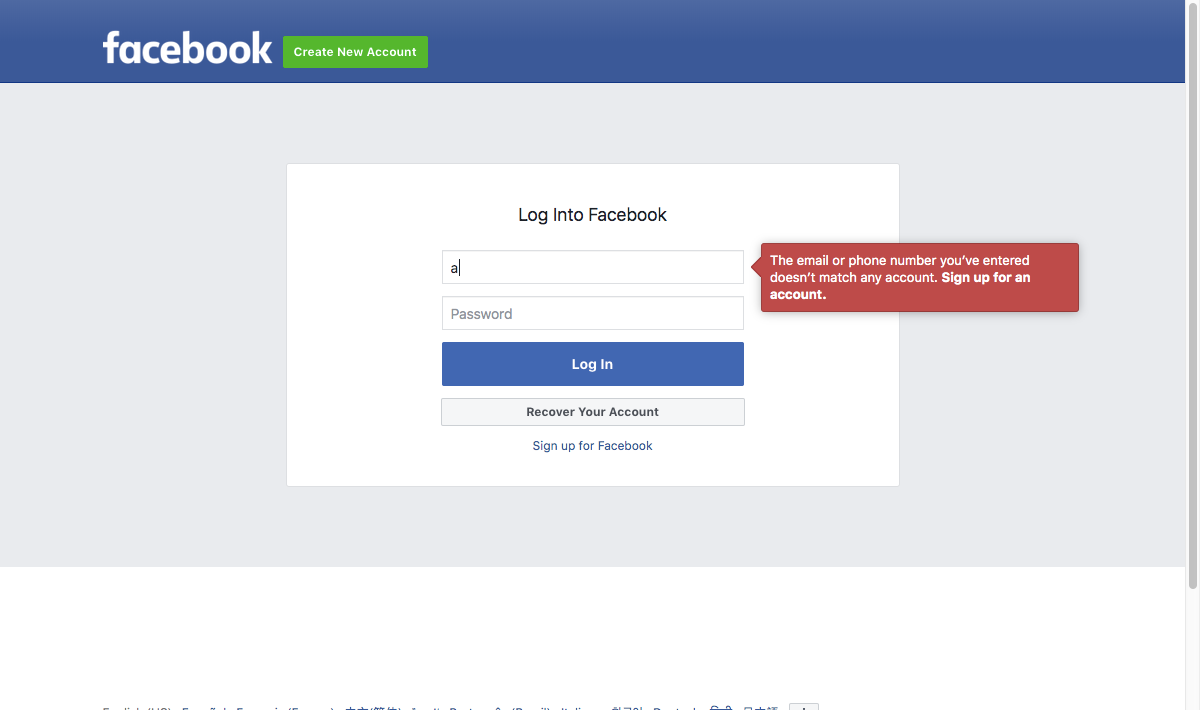 facebook
Create New Account
Log Into Facebook
a
The email or phone number you’ve entered
doesn’t match any account. Sign up for an
account.
Password
Log In
Recover Your Account
Sign up for Facebook